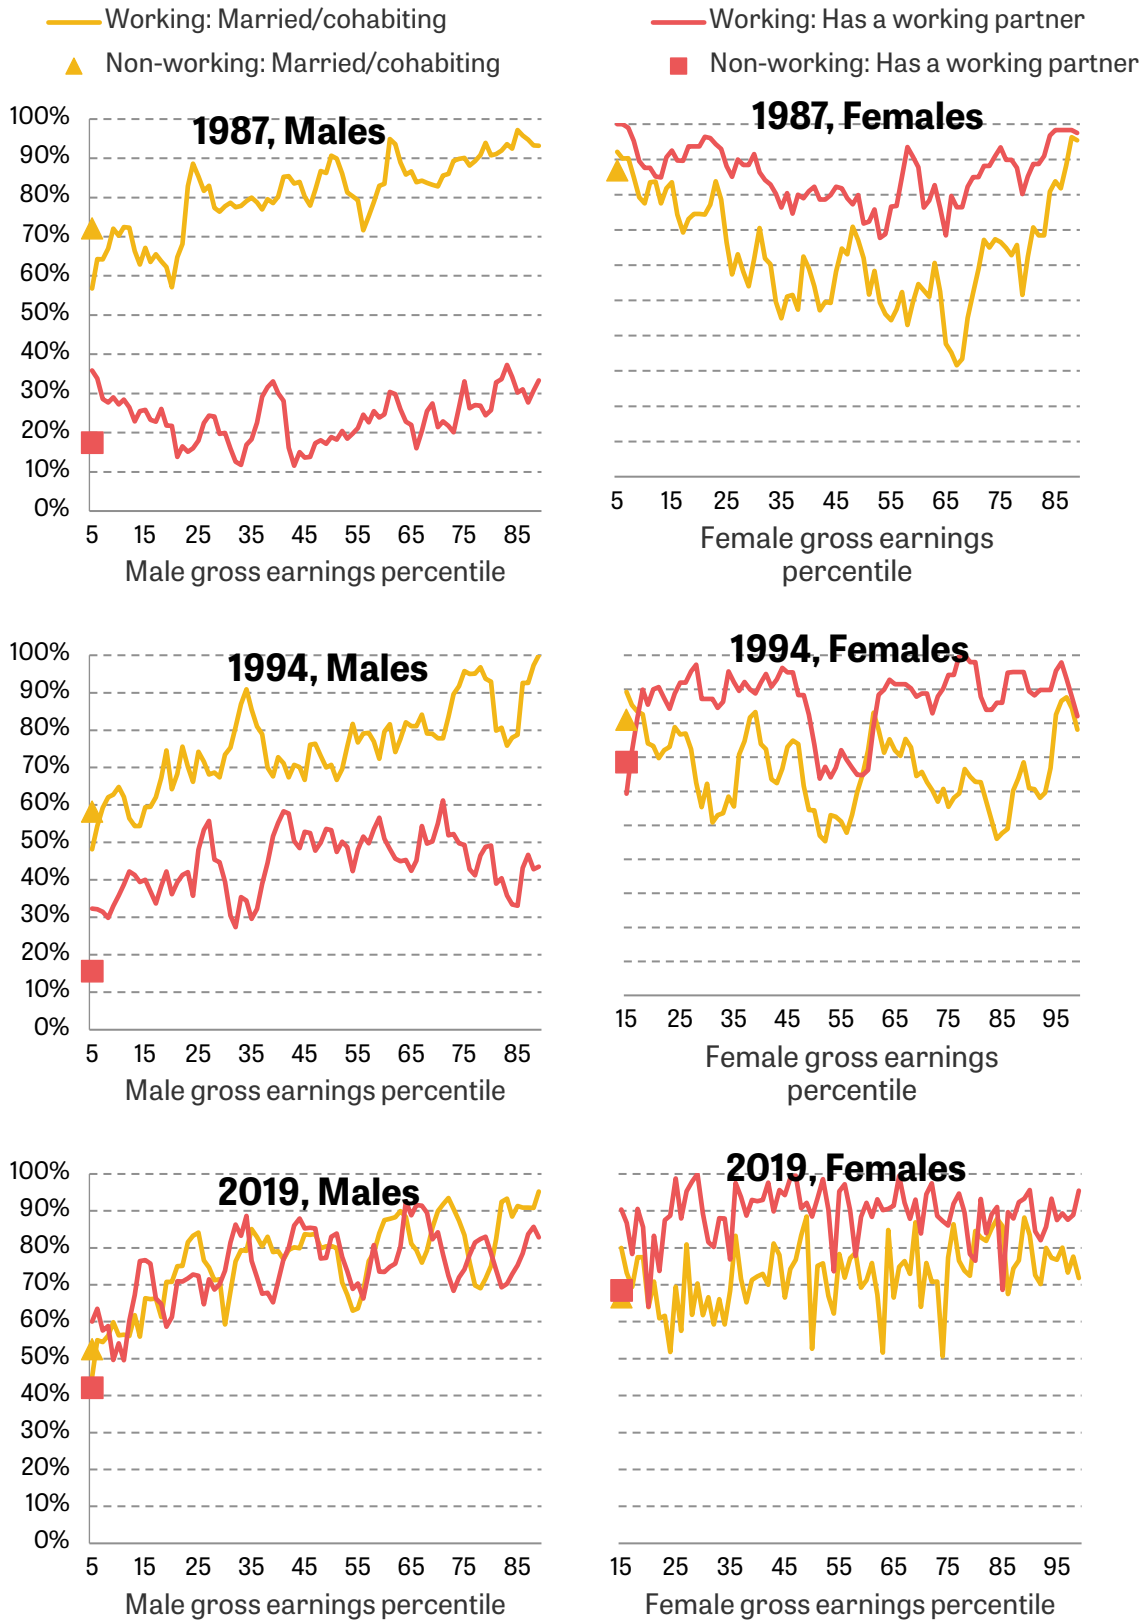 Working: Married/cohabiting
Working: Has a working partner
Non-working: Married/cohabiting
Non-working: Has a working partner
1987, Males
100%
90%
80%
70%
60%
50%
40%
30%
20%
10%
0%
5 15 25 35 45 55 65 75 85
Male gross earnings percentile
1987, Females
5 15 25 35 45 55 65 75 85
Female gross earnings
percentile
1994, Males
100%
90%
80%
70%
60%
50%
40%
30%
20%
10%
0%
5 15 25 35 45 55 65 75 85
Male gross earnings percentile
1994, Females
15 25 35 45 55 65 75 85 95
Female gross earnings
percentile
2019, Males
100%
90%
80%
70%
60%
50%
40%
30%
20%
10%
0%
5 15 25 35 45 55 65 75 85
Male gross earnings percentile
2019, Females
15 25 35 45 55 65 75 85 95
Female gross earnings percentile